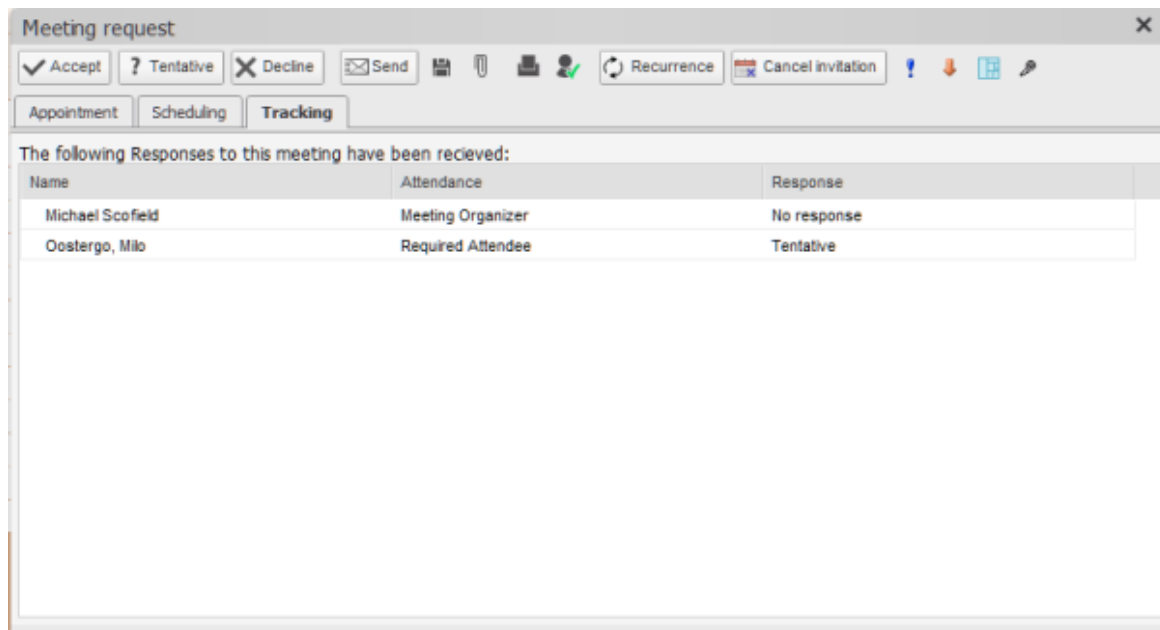 Meeting request
Accept ? Tentative Decline Send Recurrence Cancel invitation
Appointment Scheduling Tracking
The following Responses to this meeting have been recieved:
Name Attendance Response
Michael Scofield Meeting Organizer No response
Oostergo, Milo Required Attendee Tentative